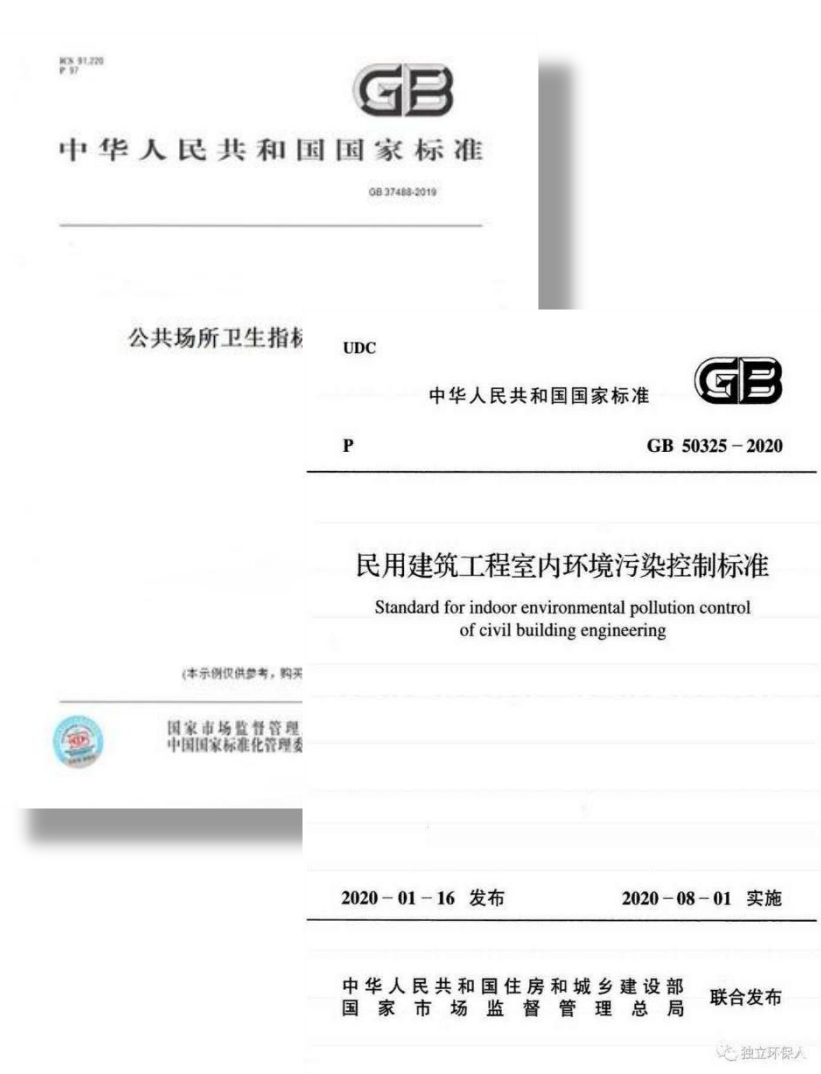 ICS 91.220
P 97
GB
中华人民共和国国家标准
GB 37488-2019
公共场所卫生指标
(本示例仅供参考，购买
国家市场监督管理
中国国家标准化管理委
UDC
GB
中华人民共和国国家标准
P
GB 50325－2020
民用建筑工程室内环境污染控制标准
Standard for indoor environmental pollution control
of civil building engineering
2020－01－16 发布
2020－08－01 实施
中华人民共和国住房和城乡建设部
国家市场监督管理总局
联合发布
独立环保人